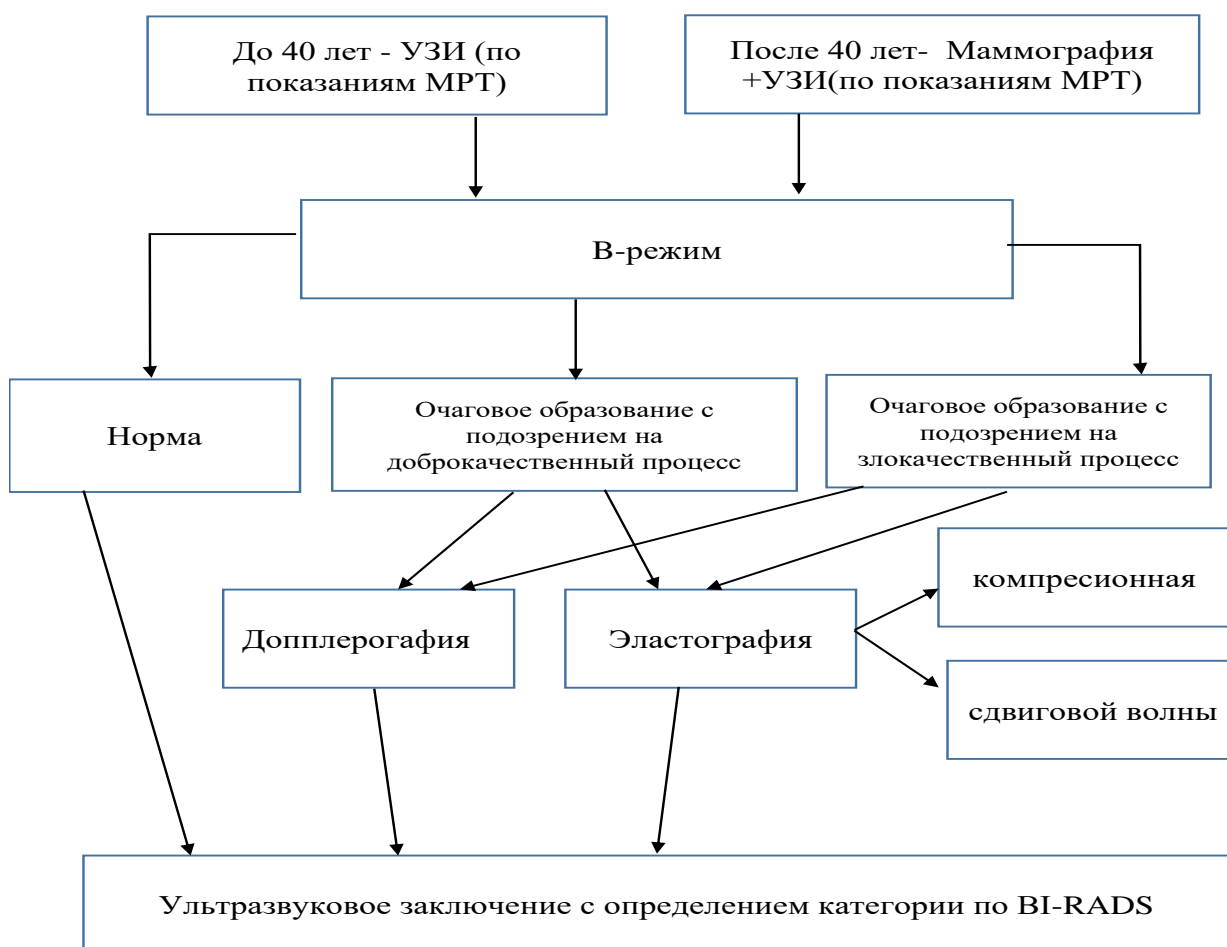 До 40 лет - УЗИ (по
показаниям МРТ)
После 40 лет- Маммография
+УЗИ(по показаниям МРТ)
В-режим
Норма
Очаговое образование с
подозрением на
доброкачественный процесс
Очаговое образование с
подозрением на
злокачественный процесс
компресионная
Допплерогафия
Эластография
сдвиговой волны
Ультразвуковое заключение с определением категории по BI-RADS